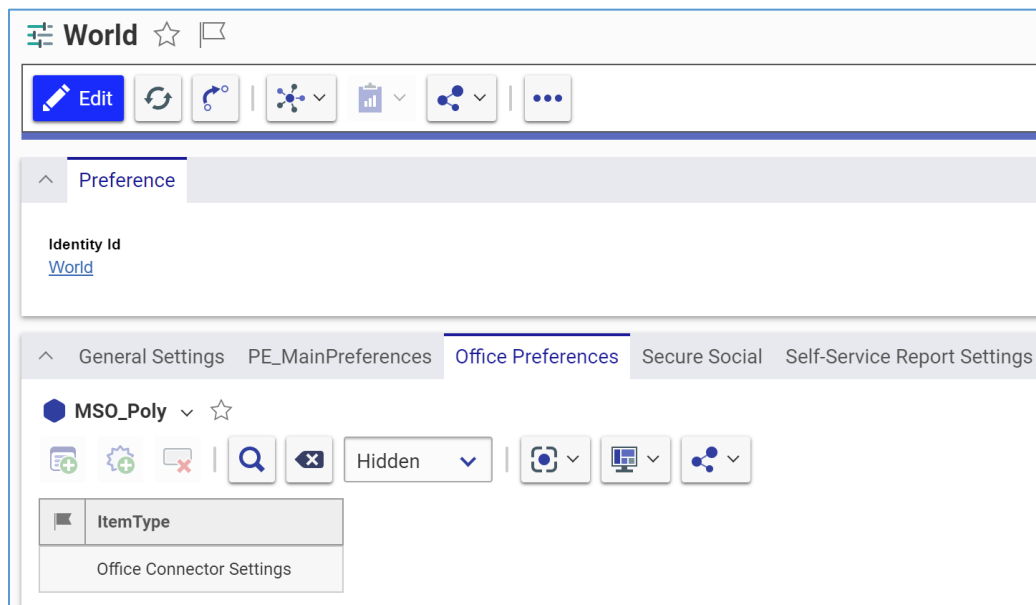 World
Edit
Preference
Identity Id
World
General Settings PE_MainPreferences Office Preferences Secure Social Self-Service Report Settings
MSO_Poly
Hidden
ItemType
Office Connector Settings